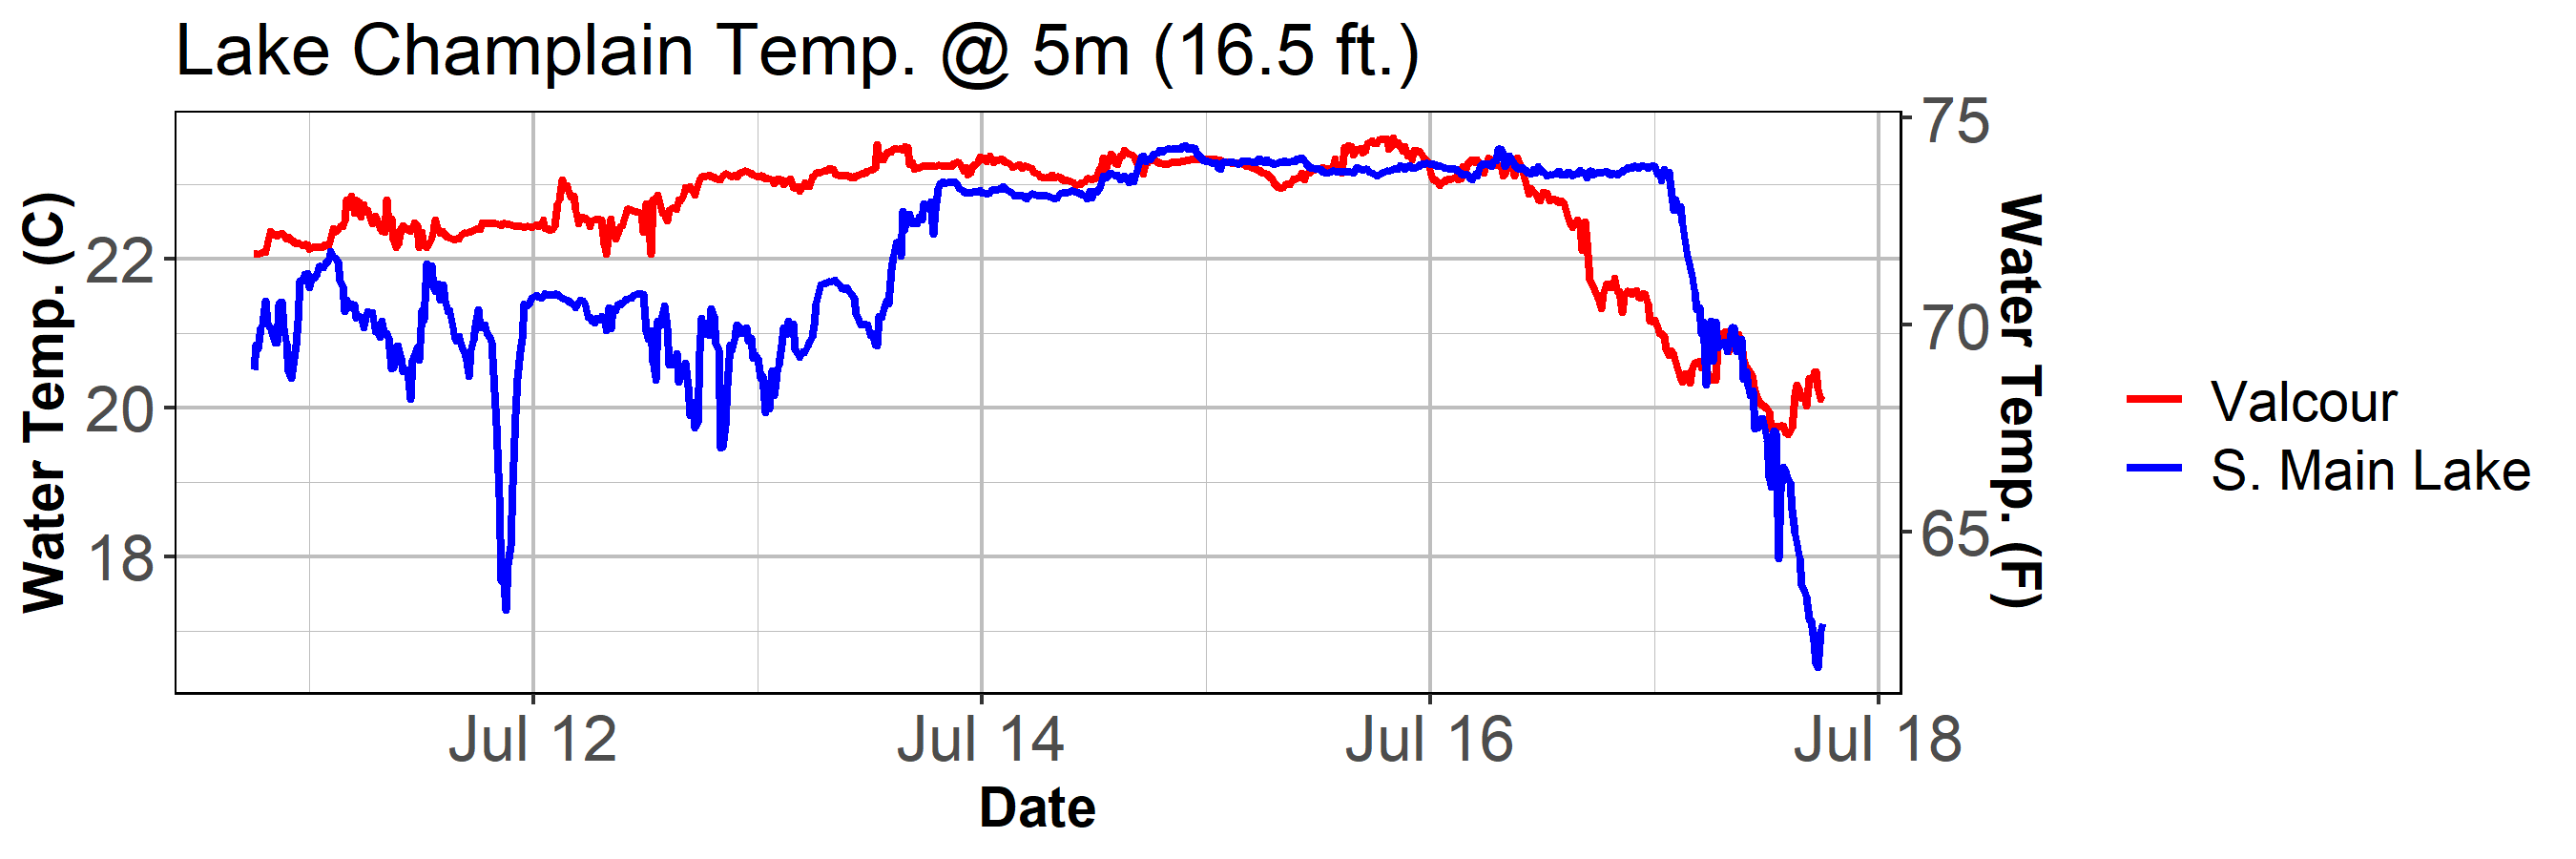 Lake Champlain Temp. @ 5m (16.5 ft.)
Water Temp. (C)
22
20
18
75
70
65
Water Temp. (F)
Jul 12
Jul 14
Jul 16
Jul 18
Date
Valcour
S. Main Lake